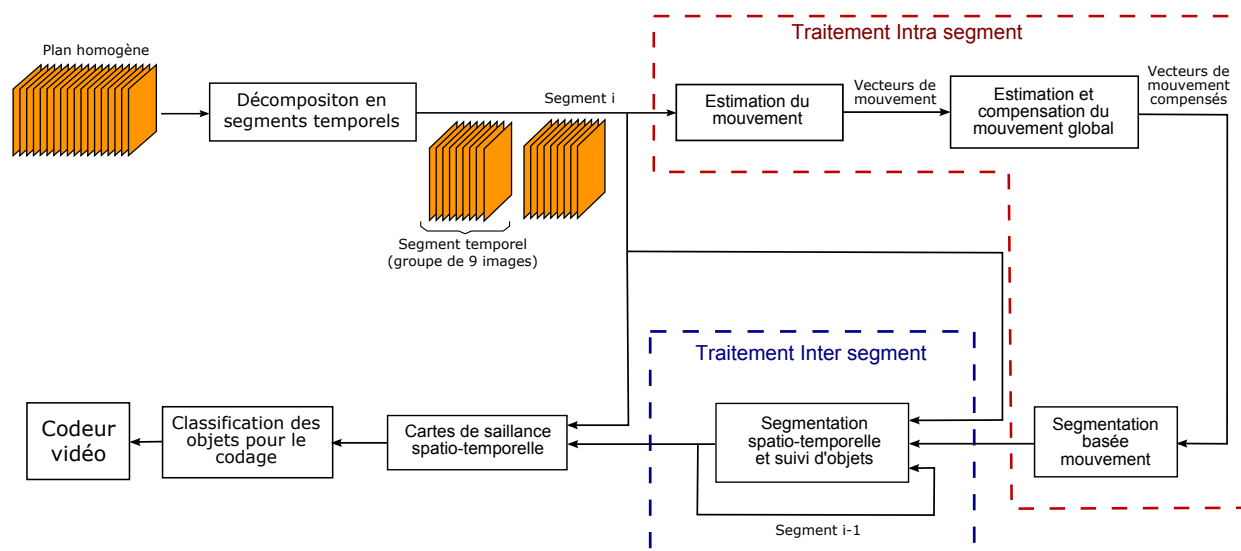 Traitement Intra segment
Plan homogène
Décompositon en
segments temporels
Segment i
Estimation du
mouvement
Vecteurs de
mouvement
Estimation et
compensation du
mouvement global
Vecteurs de
mouvement
compensés
Segment temporel
(groupe de 9 images)
Traitement Inter segment
Codeur
vidéo
Classification des
objets pour le
codage
Cartes de saillance
spatio-temporelle
Segmentation
spatio-temporelle
et suivi d'objets
Segmentation
basée
mouvement
Segment i-1